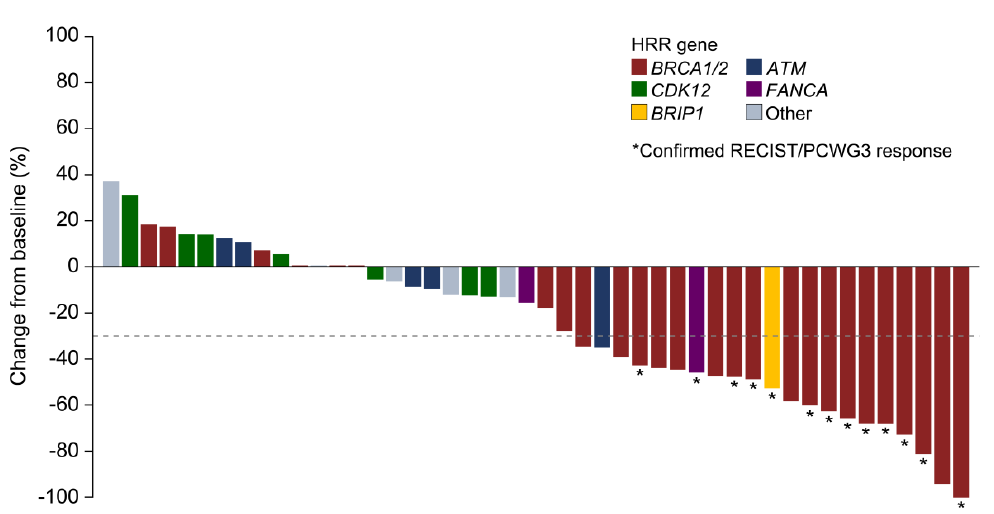 100
80
60
40
20
0
-20
-40
-60
-80
-100
Change from baseline (%)
HRR gene
BRCA1/2 ATM
CDK12 FANCA
BRIP1 Other
*Confirmed RECIST/PCWG3 response
* * * * * * * * * * * * * *